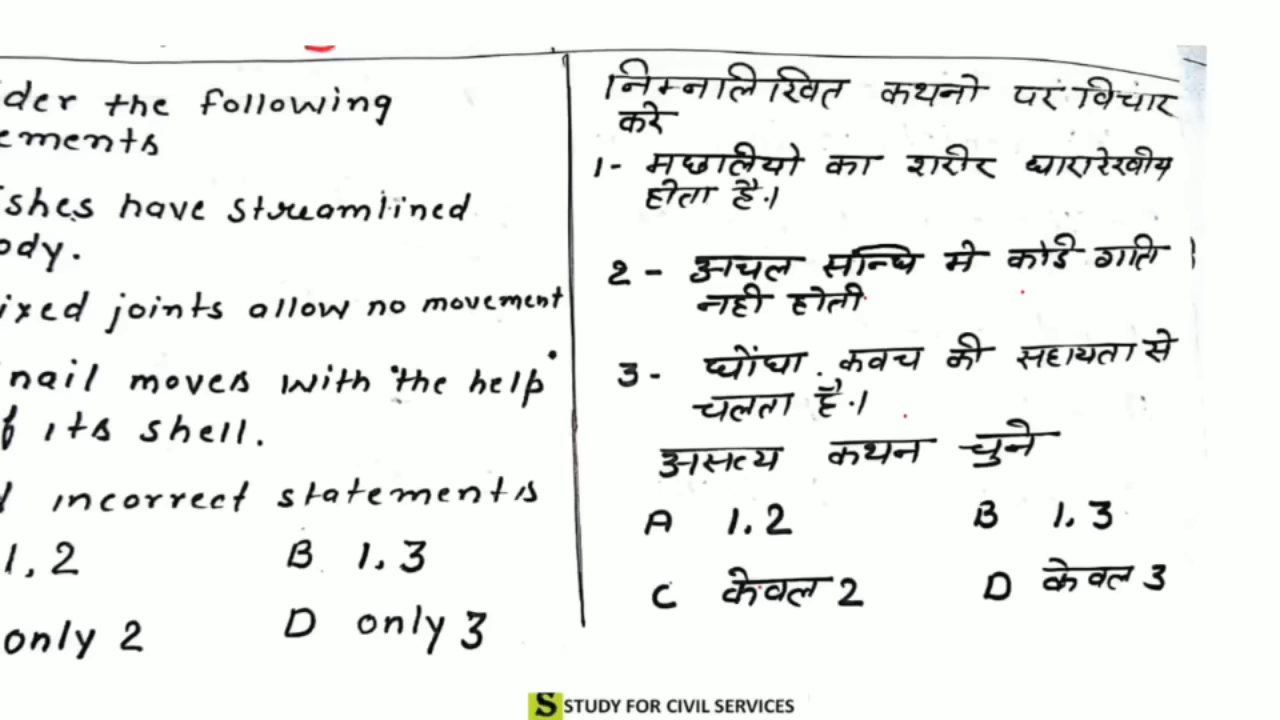 der the following
ements
shes have streamlined
ody.
ixed joints allow no movement
nail moves with the help
f its shell.
incorrect statements
1, 2 B 1, 3
only 2 D only 3
निम्नलिखित कथनो पर विचार
करे
1- मछलियो का शरीर धारारेखीय
होता है।
2 - अचल सन्धि मे कोई गति
नही होती
3 - घोंघा कवच की सहायता से
चलता है।
असत्य कथन चुने
A 1, 2 B 1, 3
C केवल 2 D केवल 3
S STUDY FOR CIVIL SERVICES